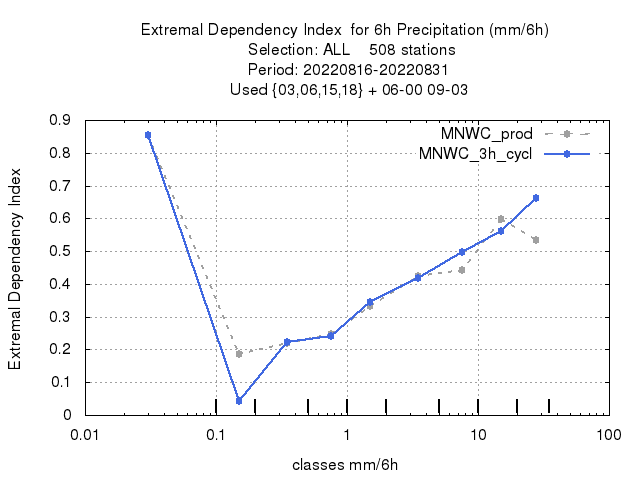 Extremal Dependency Index  for 6h Precipitation (mm/6h)
Selection: ALL    508 stations
Period: 20220816-20220831
Used {03,06,15,18} + 06-00 09-03
MNWC_prod
MNWC_3h_cycl
Extremal Dependency Index
0.9
0.8
0.7
0.6
0.5
0.4
0.3
0.2
0.1
0
0.01 0.1 1 10 100
classes mm/6h